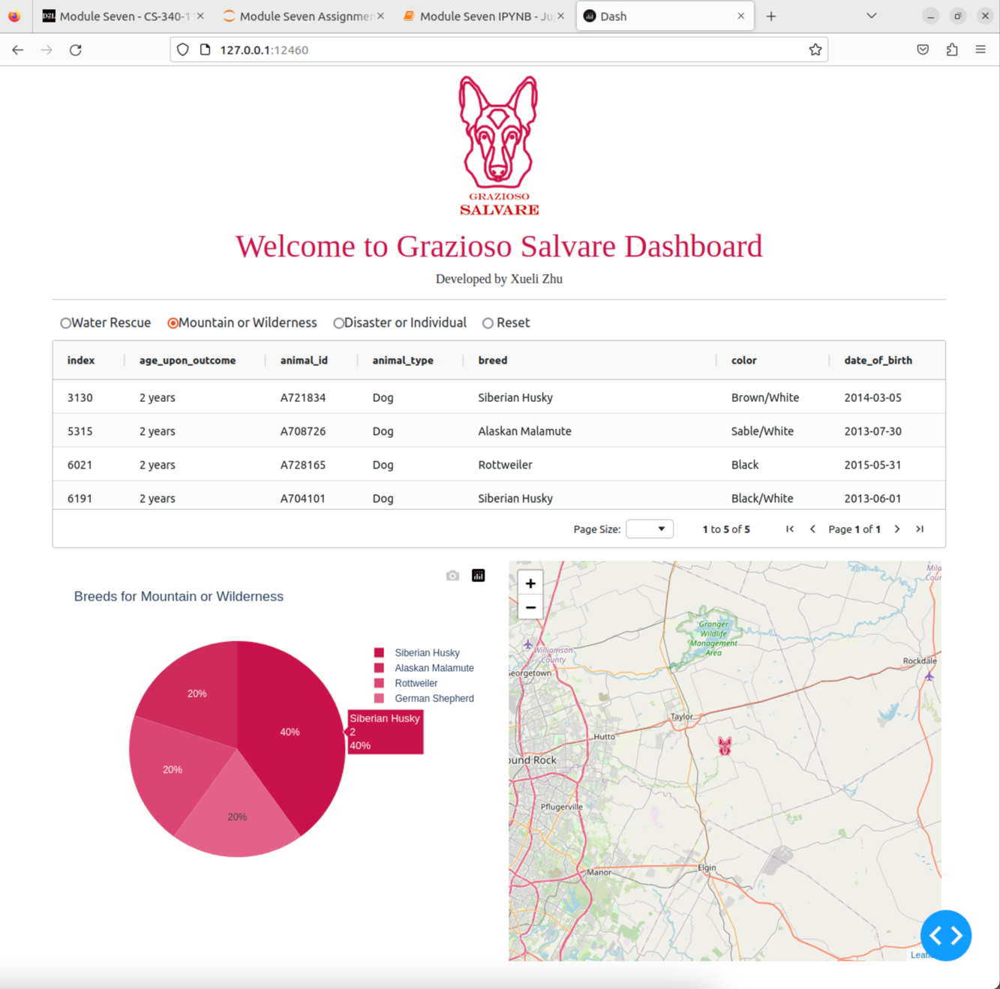 Module Seven - CS-340-1
Module Seven Assignmen
Module Seven IPYNB - Ju
Dash
127.0.0.1:12460
GRAZIOSO
SALVARE
Welcome to Grazioso Salvare Dashboard
Developed by Xueli Zhu
Water Rescue Mountain or Wilderness Disaster or Individual Reset
index age_upon_outcome animal_id animal_type breed color date_of_birth
3130 2 years A721834 Dog Siberian Husky Brown/White 2014-03-05
5315 2 years A708726 Dog Alaskan Malamute Sable/White 2013-07-30
6021 2 years A728165 Dog Rottweiler Black 2015-05-31
6191 2 years A704101 Dog Siberian Husky Black/White 2013-06-01
Page Size: 1 to 5 of 5 Page 1 of 1
Breeds for Mountain or Wilderness
Siberian Husky
Alaskan Malamute
Rottweiler
German Shepherd
Siberian Husky
2
40%
40%
20%
20%
20%
+
−
Mila
Cour
Granger
Wildlife
Management
Area
Williamson
County
Georgetown
Rockdale
Taylor
Hutto
ound Rock
Pflugerville
Manor
Elgin
Leafl